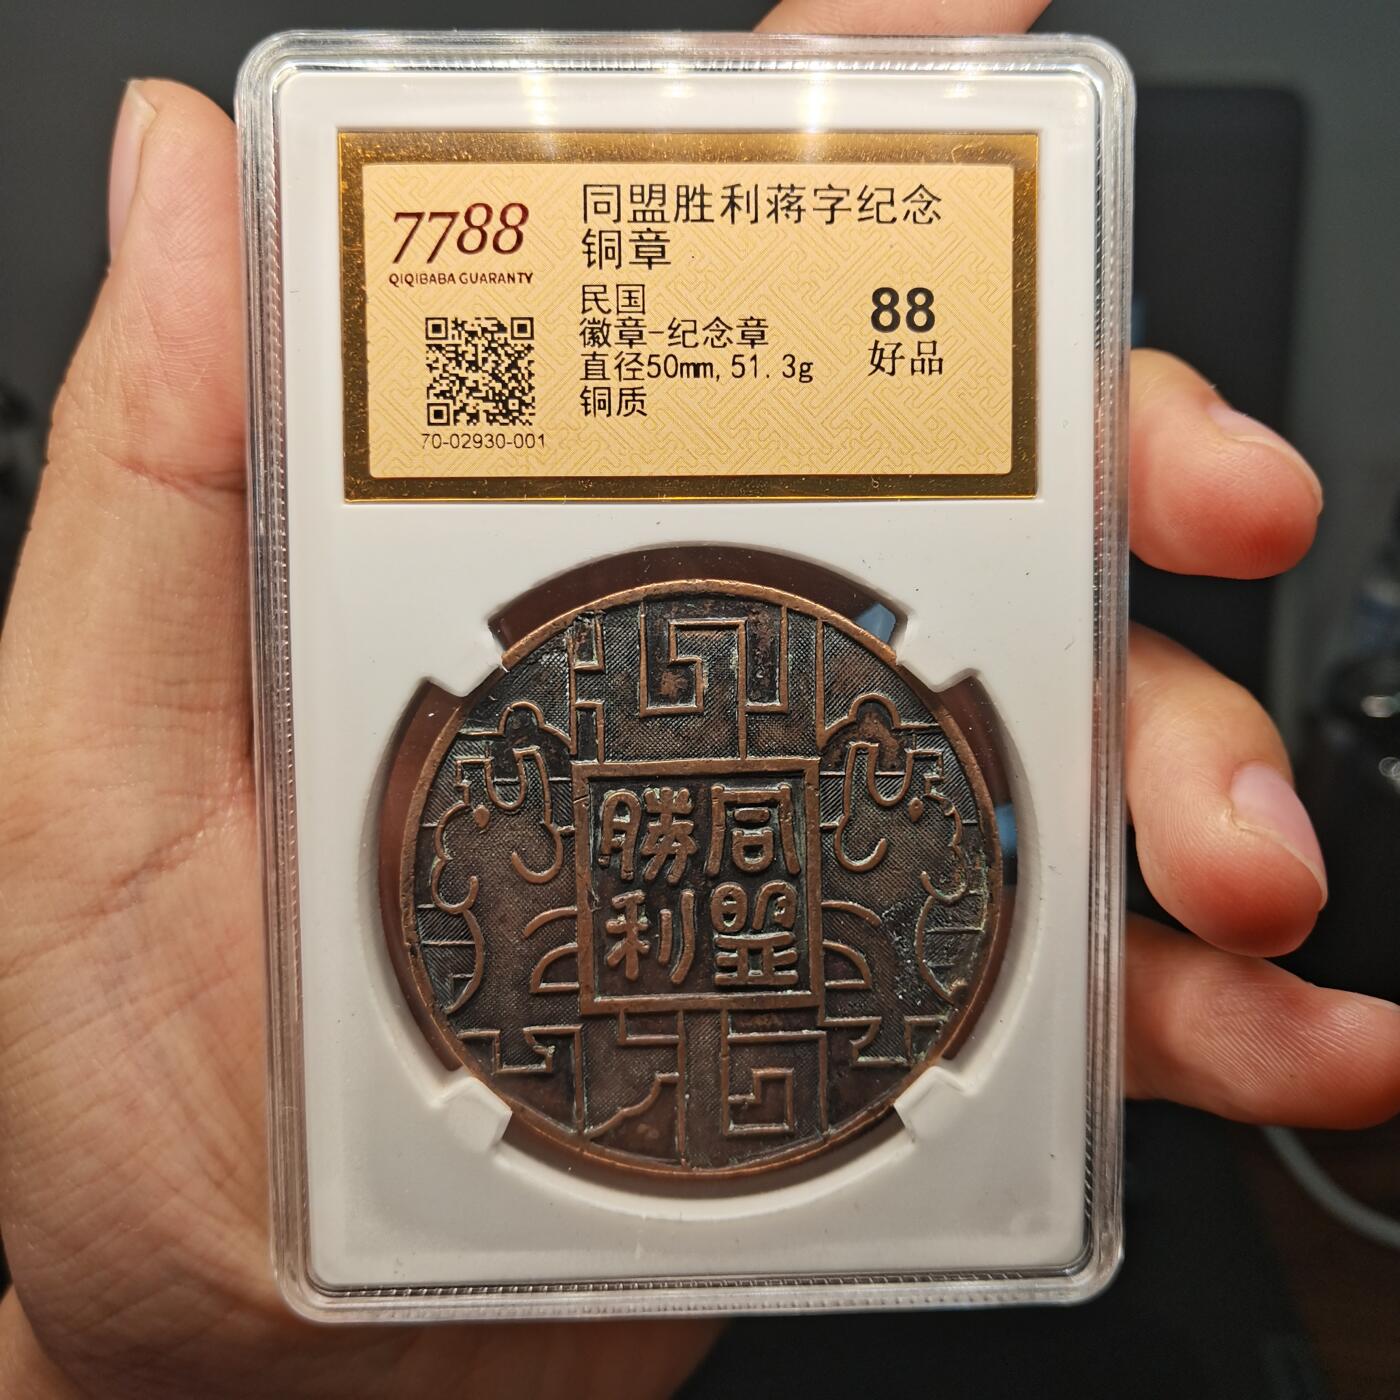 7788
QIQIBABA GUARANTY
70-02930-001
同盟胜利蒋字纪念
铜章
民国
徽章-纪念章
直径50mm,51.3g
铜质
88
好品
同盟
勝利